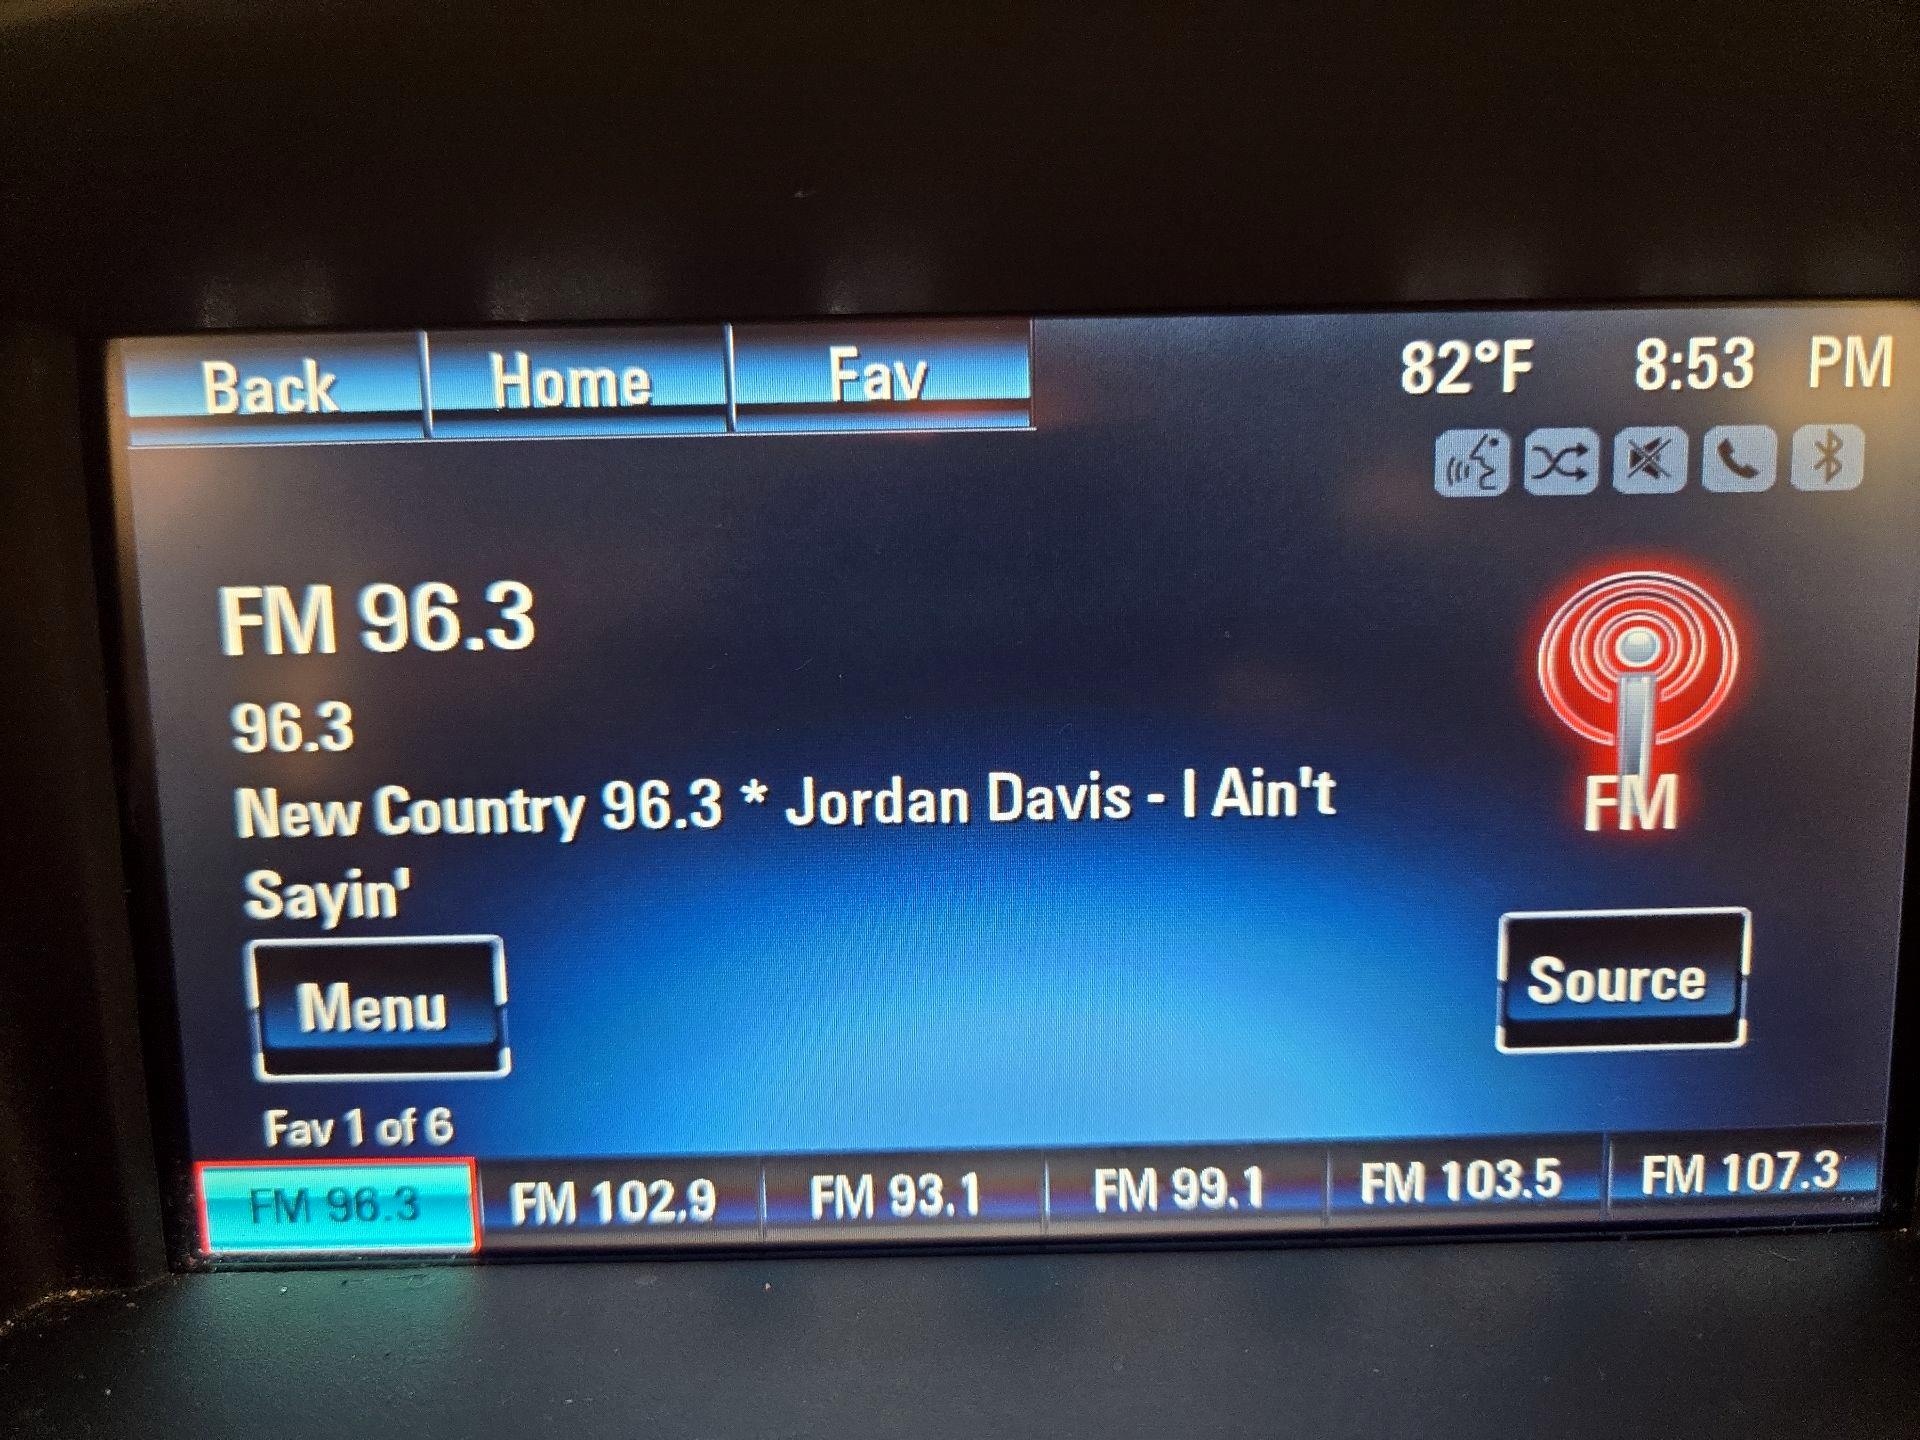 Back Home Fav 82°F 8:53 PM
FM 96.3
96.3
New Country 96.3 * Jordan Davis - I Ain't
Sayin'
FM
Menu
Source
Fav 1 of 6
FM 96.3 FM 102.9 FM 93.1 FM 99.1 FM 103.5 FM 107.3